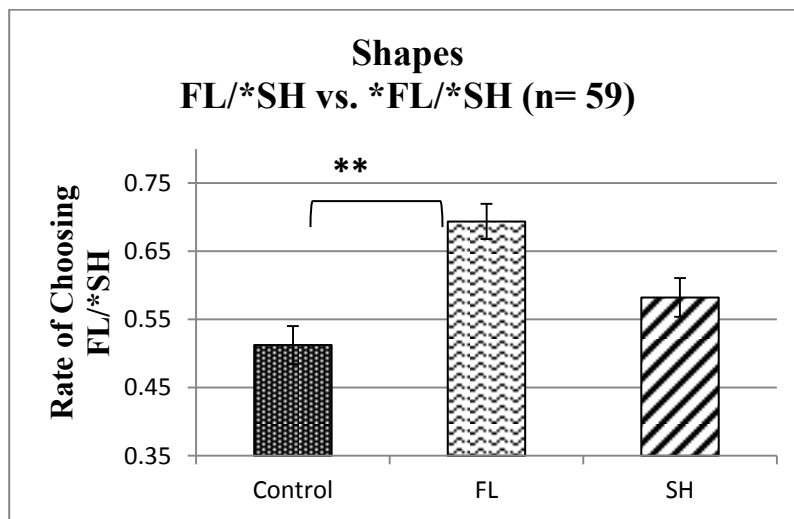 Shapes
FL/*SH vs. *FL/*SH (n= 59)
**
Rate of Choosing
FL/*SH
0.75
0.65
0.55
0.45
0.35
Control
FL
SH